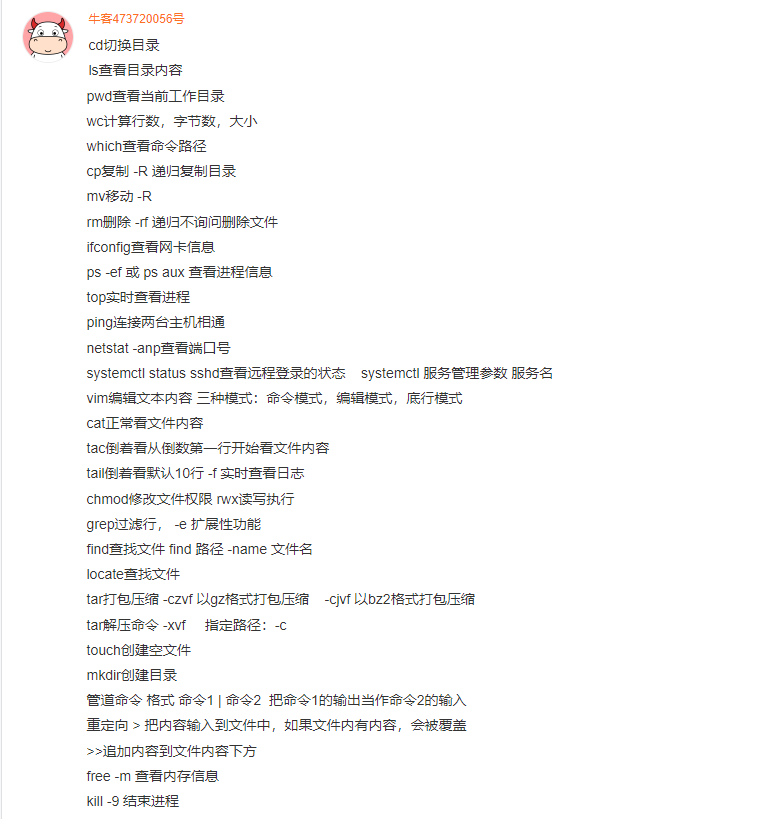 牛客473720056号
cd切换目录
ls查看目录内容
pwd查看当前工作目录
wc计算行数，字节数，大小
which查看命令路径
cp复制 -R 递归复制目录
mv移动 -R
rm删除 -rf 递归不询问删除文件
ifconfig查看网卡信息
ps -ef 或 ps aux 查看进程信息
top实时查看进程
ping连接两台主机相通
netstat -anp查看端口号
systemctl status sshd查看远程登录的状态    systemctl 服务管理参数 服务名
vim编辑文本内容 三种模式：命令模式，编辑模式，底行模式
cat正常看文件内容
tac倒着看从倒数第一行开始看文件内容
tail倒着看默认10行 -f 实时查看日志
chmod修改文件权限 rwx读写执行
grep过滤行， -e 扩展性功能
find查找文件 find 路径 -name 文件名
locate查找文件
tar打包压缩 -czvf 以gz格式打包压缩    -cjvf 以bz2格式打包压缩
tar解压命令 -xvf     指定路径：-c
touch创建空文件
mkdir创建目录
管道命令 格式 命令1 | 命令2  把命令1的输出当作命令2的输入
重定向 > 把内容输入到文件中，如果文件内有内容，会被覆盖
>>追加内容到文件内容下方
free -m 查看内存信息
kill -9 结束进程